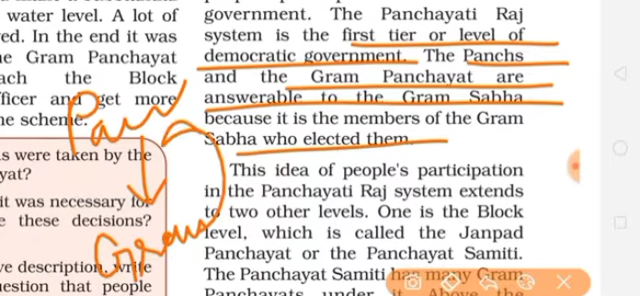 water level. A lot of
ed. In the end it was
e Gram Panchayat
ach the Block
ficer and get more
he scheme.
s were taken by the
yat?
it was necessary for
e these decisions?
ve description, write
estion that people
government. The Panchayati Raj
system is the first tier or level of
democratic government. The Panchs
and the Gram Panchayat are
answerable to the Gram Sabha
because it is the members of the Gram
Sabha who elected them.
This idea of people's participation
in the Panchayati Raj system extends
to two other levels. One is the Block
level, which is called the Janpad
Panchayat or the Panchayat Samiti.
The Panchayat Samiti has many Gram
Panchayats under it. Above the